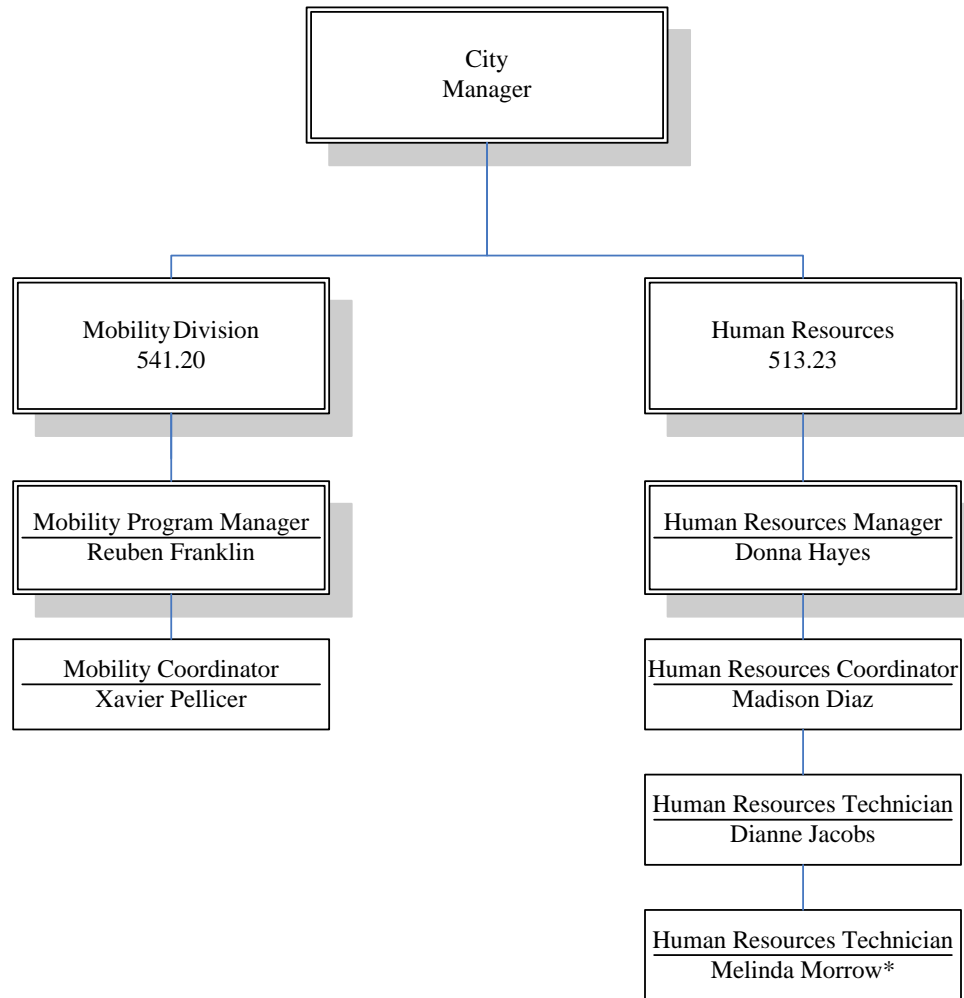 City
Manager
Mobility Division
541.20
Human Resources
513.23
Mobility Program Manager
Reuben Franklin
Human Resources Manager
Donna Hayes
Mobility Coordinator
Xavier Pellicer
Human Resources Coordinator
Madison Diaz
Human Resources Technician
Dianne Jacobs
Human Resources Technician
Melinda Morrow*